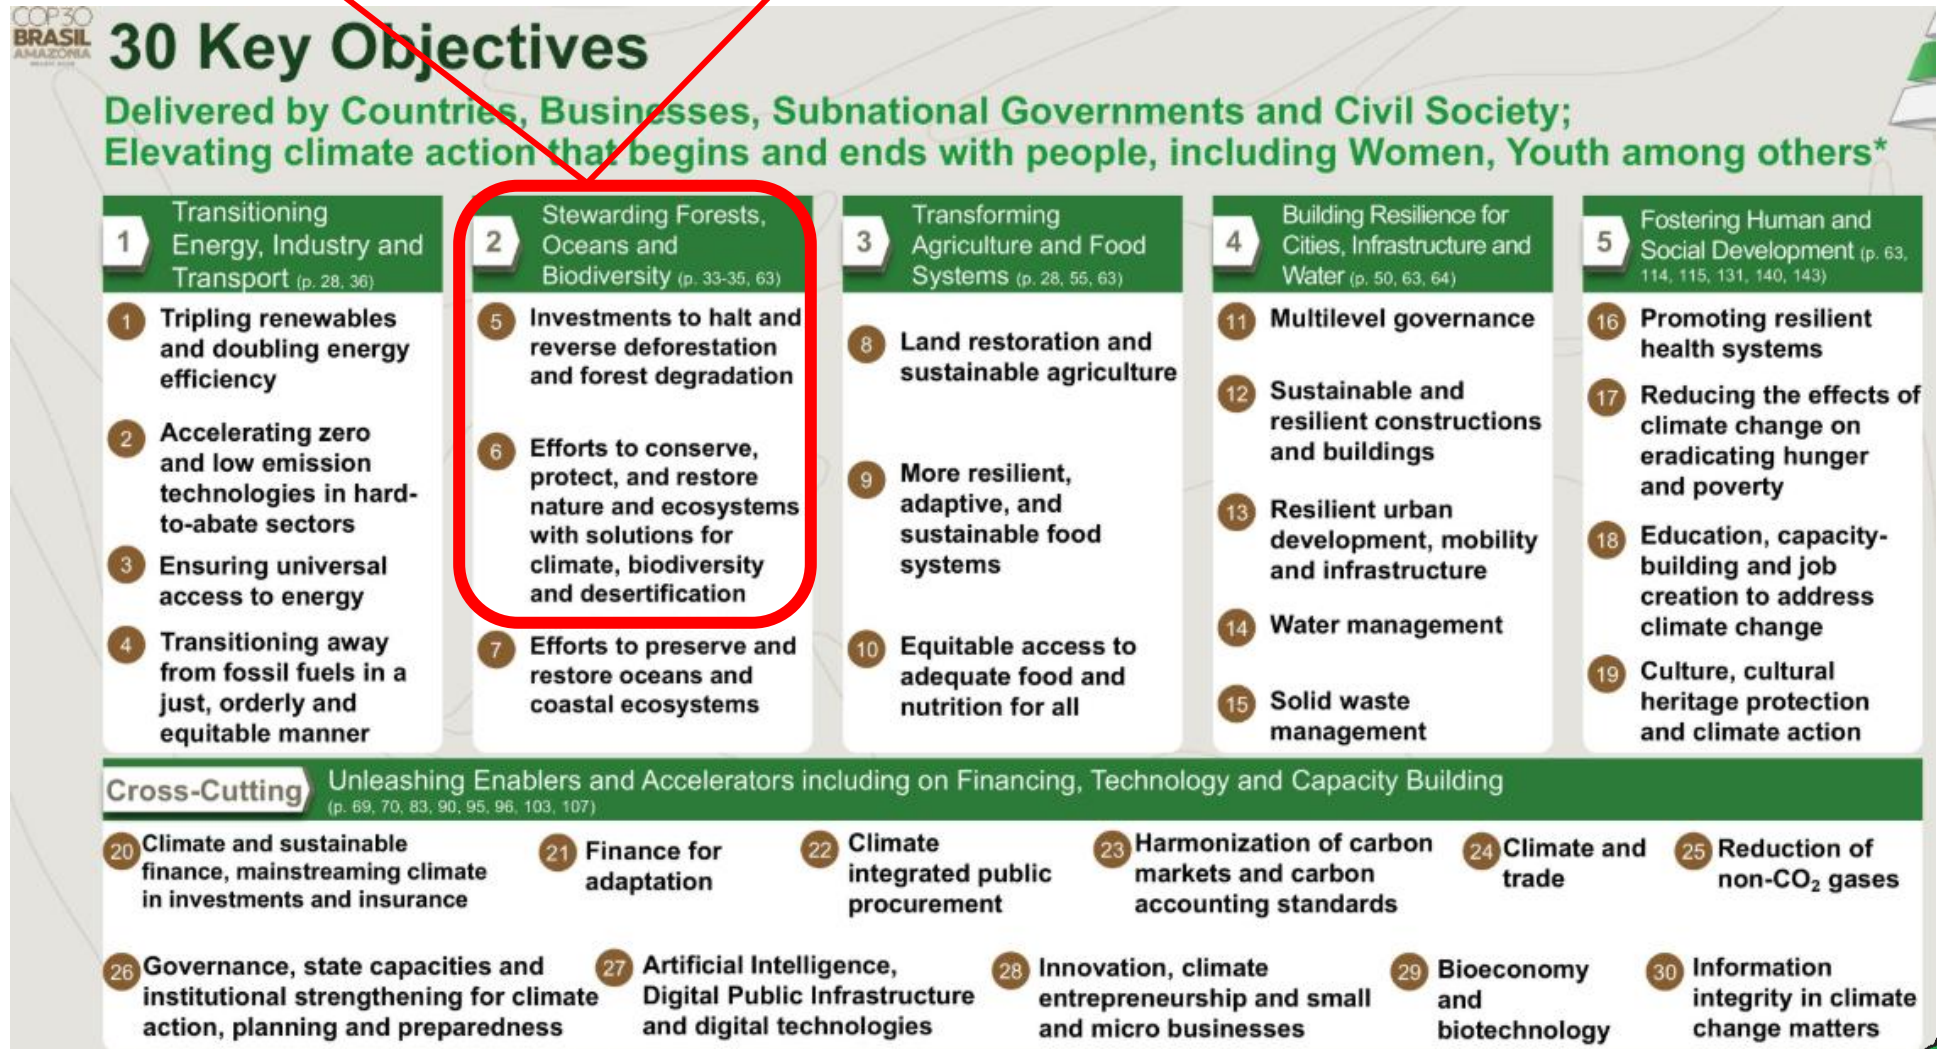 COP30
BRASIL
AMAZÔNIA
30 Key Objectives
Delivered by Countries, Businesses, Subnational Governments and Civil Society;
Elevating climate action that begins and ends with people, including Women, Youth among others*
1
Transitioning
Energy, Industry and
Transport (p. 28, 36)
1
Tripling renewables
and doubling energy
efficiency
2
Accelerating zero
and low emission
technologies in hard-
to-abate sectors
3
Ensuring universal
access to energy
4
Transitioning away
from fossil fuels in a
just, orderly and
equitable manner
2
Stewarding Forests,
Oceans and
Biodiversity (p. 33-35, 63)
5
Investments to halt and
reverse deforestation
and forest degradation
6
Efforts to conserve,
protect, and restore
nature and ecosystems
with solutions for
climate, biodiversity
and desertification
7
Efforts to preserve and
restore oceans and
coastal ecosystems
3
Transforming
Agriculture and Food
Systems (p. 28, 55, 63)
8
Land restoration and
sustainable agriculture
9
More resilient,
adaptive, and
sustainable food
systems
10
Equitable access to
adequate food and
nutrition for all
4
Building Resilience for
Cities, Infrastructure and
Water (p. 50, 63, 64)
11
Multilevel governance
12
Sustainable and
resilient constructions
and buildings
13
Resilient urban
development, mobility
and infrastructure
14
Water management
15
Solid waste
management
5
Fostering Human and
Social Development (p. 63,
114, 115, 131, 140, 143)
16
Promoting resilient
health systems
17
Reducing the effects of
climate change on
eradicating hunger
and poverty
18
Education, capacity-
building and job
creation to address
climate change
19
Culture, cultural
heritage protection
and climate action
Cross-Cutting
Unleashing Enablers and Accelerators including on Financing, Technology and Capacity Building
(p. 69, 70, 83, 90, 95, 96, 103, 107)
20
Climate and sustainable
finance, mainstreaming climate
in investments and insurance
21
Finance for
adaptation
22
Climate
integrated public
procurement
23
Harmonization of carbon
markets and carbon
accounting standards
24
Climate and
trade
25
Reduction of
non-CO₂ gases
26
Governance, state capacities and
institutional strengthening for climate
action, planning and preparedness
27
Artificial Intelligence,
Digital Public Infrastructure
and digital technologies
28
Innovation, climate
entrepreneurship and small
and micro businesses
29
Bioeconomy
and
biotechnology
30
Information
integrity in climate
change matters